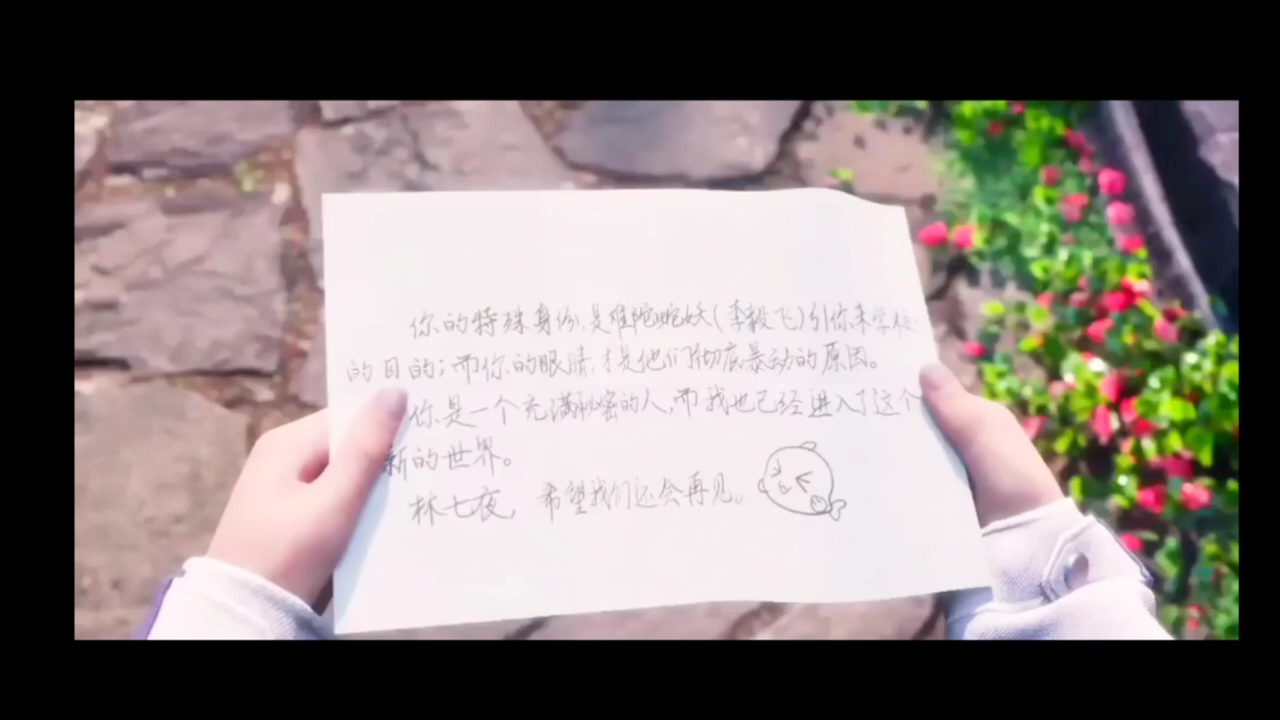 你的特殊身份,是难陀蛇妖(李毅飞)引你来学校
的目的;而你的眼睛,才是他们彻底暴动的原因。
你是一个充满秘密的人,而我也已经进入了这个
新的世界。
林七夜, 希望我们还会再见。